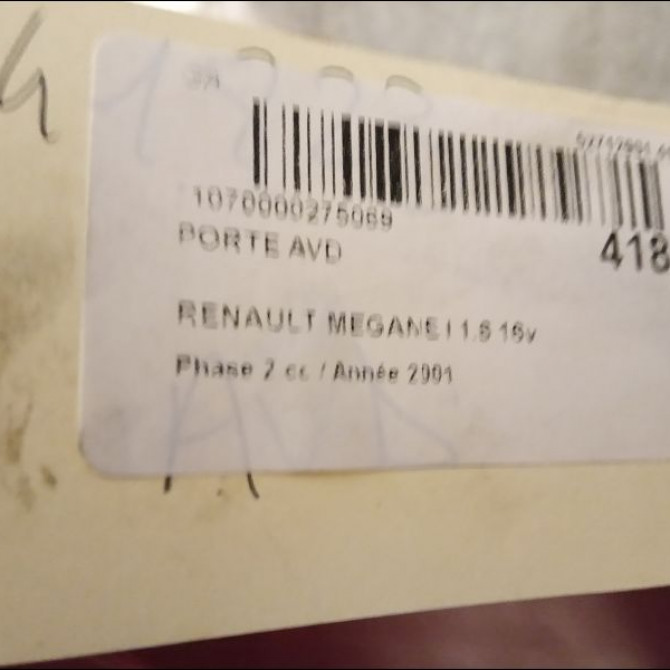 1070000275069
PORTE AVD
418
RENAULT MEGANE I 1.6 16v
Phase 2 cc / Année 2001